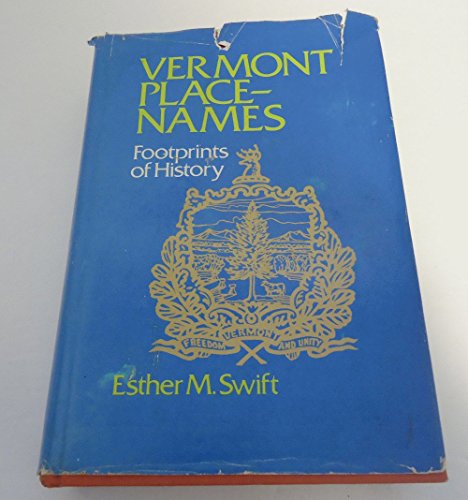 VERMONT
PLACE–
NAMES
Footprints
of History
FREEDOM VERMONT AND UNITY
Esther M. Swift